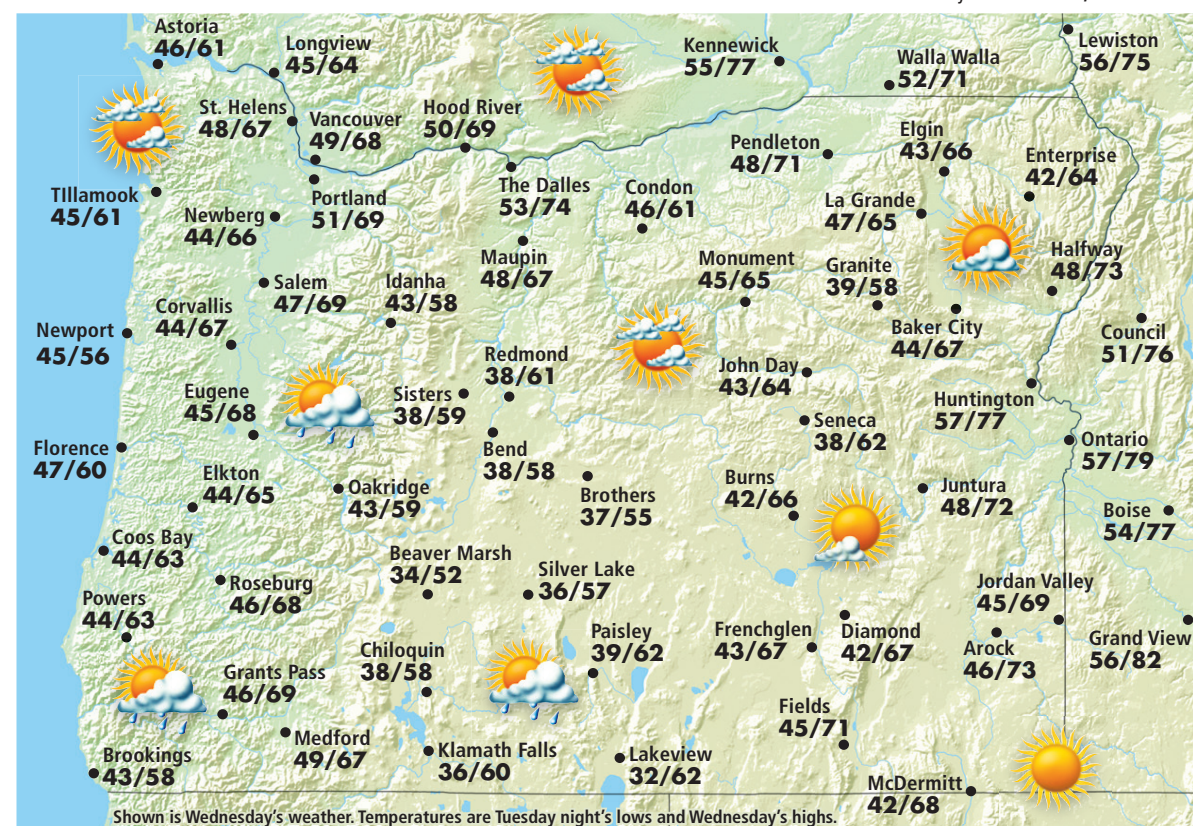 Astoria
46/61
Longview
45/64
Kennewick
55/77
Walla Walla
52/71
Lewiston
56/75
St. Helens
48/67
Vancouver
49/68
Hood River
50/69
Pendleton
48/71
Elgin
43/66
Enterprise
42/64
TIllamook
45/61
Portland
51/69
The Dalles
53/74
Condon
46/61
La Grande
47/65
Newberg
44/66
Maupin
48/67
Monument
45/65
Granite
39/58
Halfway
48/73
Salem
47/69
Idanha
43/58
Corvallis
44/67
Newport
45/56
Baker City
44/67
Council
51/76
Redmond
38/61
John Day
43/64
Eugene
45/68
Sisters
38/59
Huntington
57/77
Seneca
38/62
Florence
47/60
Bend
38/58
Ontario
57/79
Elkton
44/65
Oakridge
43/59
Brothers
37/55
Burns
42/66
Juntura
48/72
Boise
54/77
Coos Bay
44/63
Beaver Marsh
34/52
Silver Lake
36/57
Roseburg
46/68
Jordan Valley
45/69
Powers
44/63
Chiloquin
38/58
Paisley
39/62
Frenchglen
43/67
Diamond
42/67
Arock
46/73
Grand View
56/82
Grants Pass
46/69
Fields
45/71
Medford
49/67
Klamath Falls
36/60
Lakeview
32/62
Brookings
43/58
McDermitt
42/68
Shown is Wednesday's weather. Temperatures are Tuesday night's lows and Wednesday's highs.